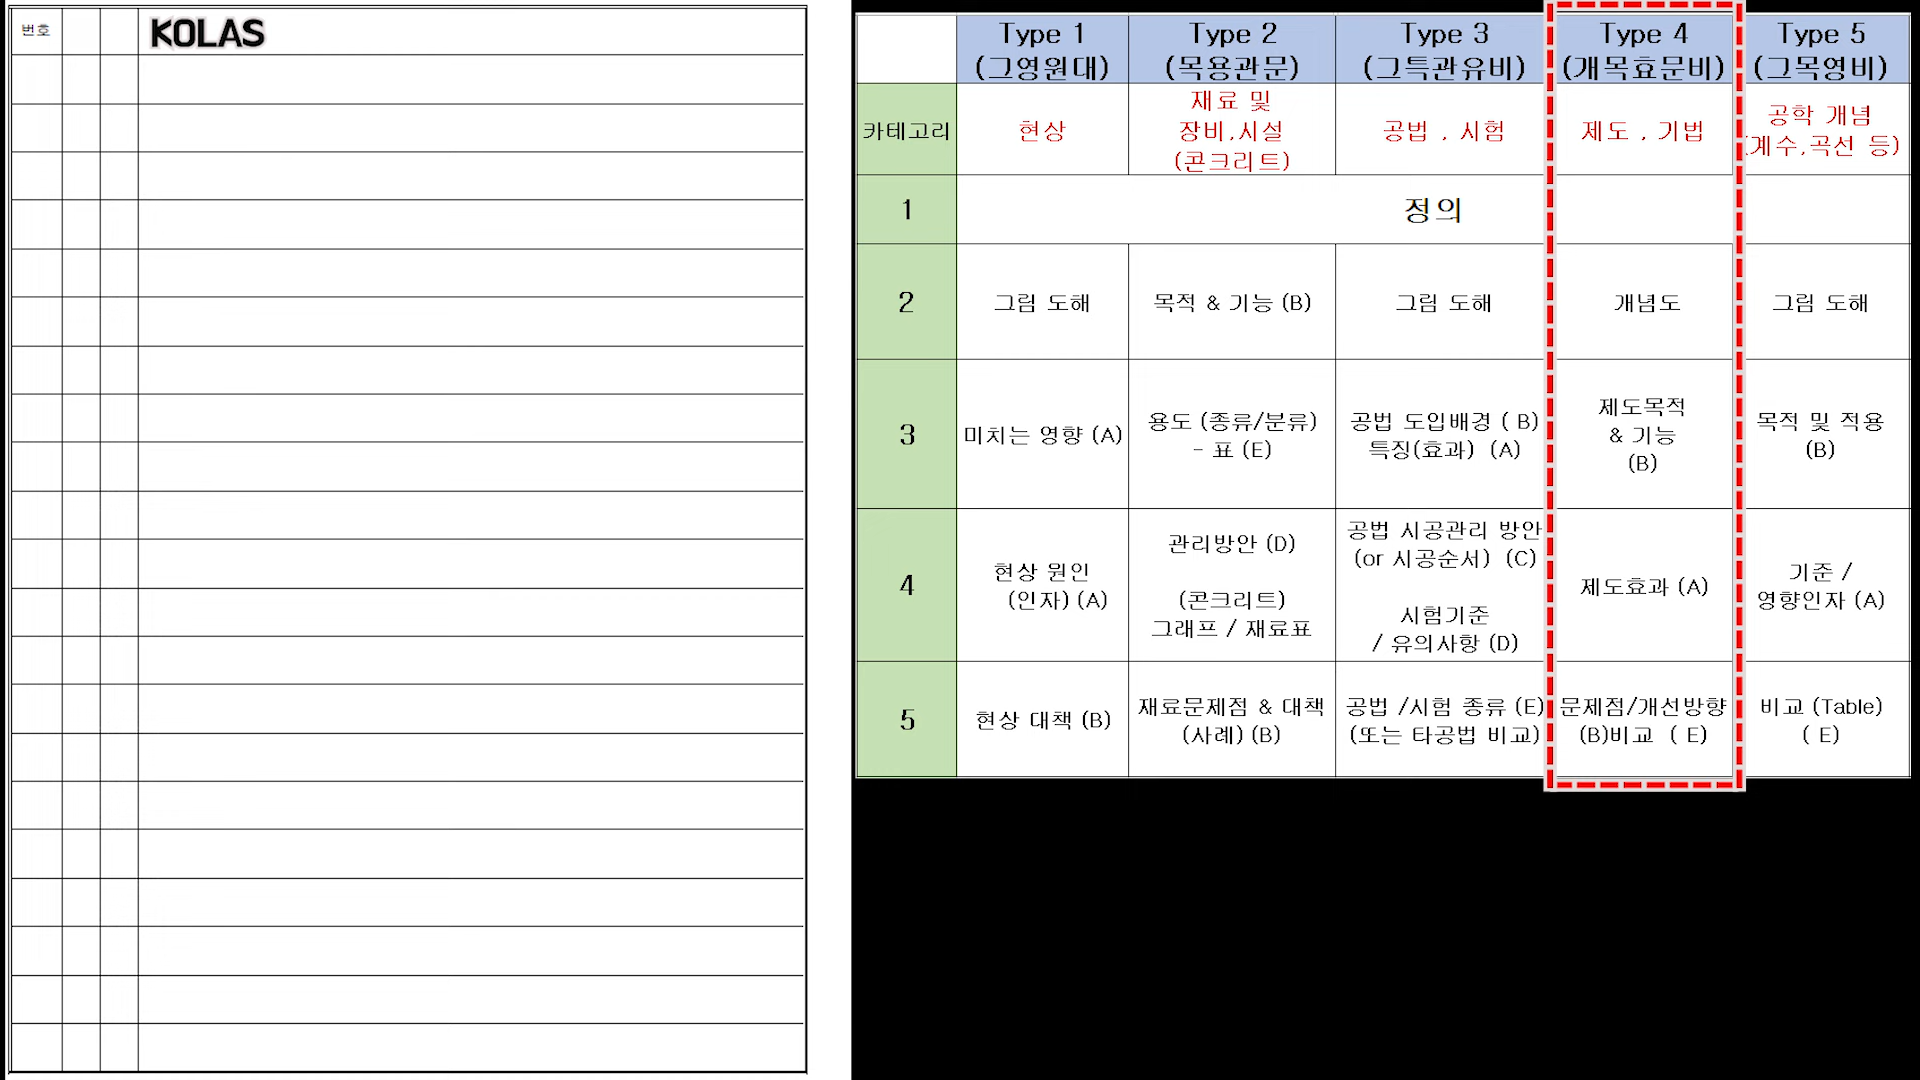 번호
KOLAS
Type 1
(그영원대)
Type 2
(목용관문)
Type 3
(그특관유비)
Type 4
(개목효문비)
Type 5
(그목영비)
카테고리
현상
재료 및
장비,시설
(콘크리트)
공법 , 시험
제도 , 기법
공학 개념
(계수,곡선 등)
1
정의
2
그림 도해
목적 & 기능 (B)
그림 도해
개념도
그림 도해
3
미치는 영향 (A)
용도 (종류/분류)
- 표 (E)
공법 도입배경 ( B)
특징(효과) (A)
제도목적
& 기능
(B)
목적 및 적용
(B)
4
현상 원인
(인자) (A)
관리방안 (D)
(콘크리트)
그래프 / 재료표
공법 시공관리 방안
(or 시공순서) (C)
시험기준
/ 유의사항 (D)
제도효과 (A)
기준 /
영향인자 (A)
5
현상 대책 (B)
재료문제점 & 대책
(사례) (B)
공법 /시험 종류 (E)
(또는 타공법 비교)
문제점/개선방향
(B)비교 ( E)
비교 (Table)
( E)